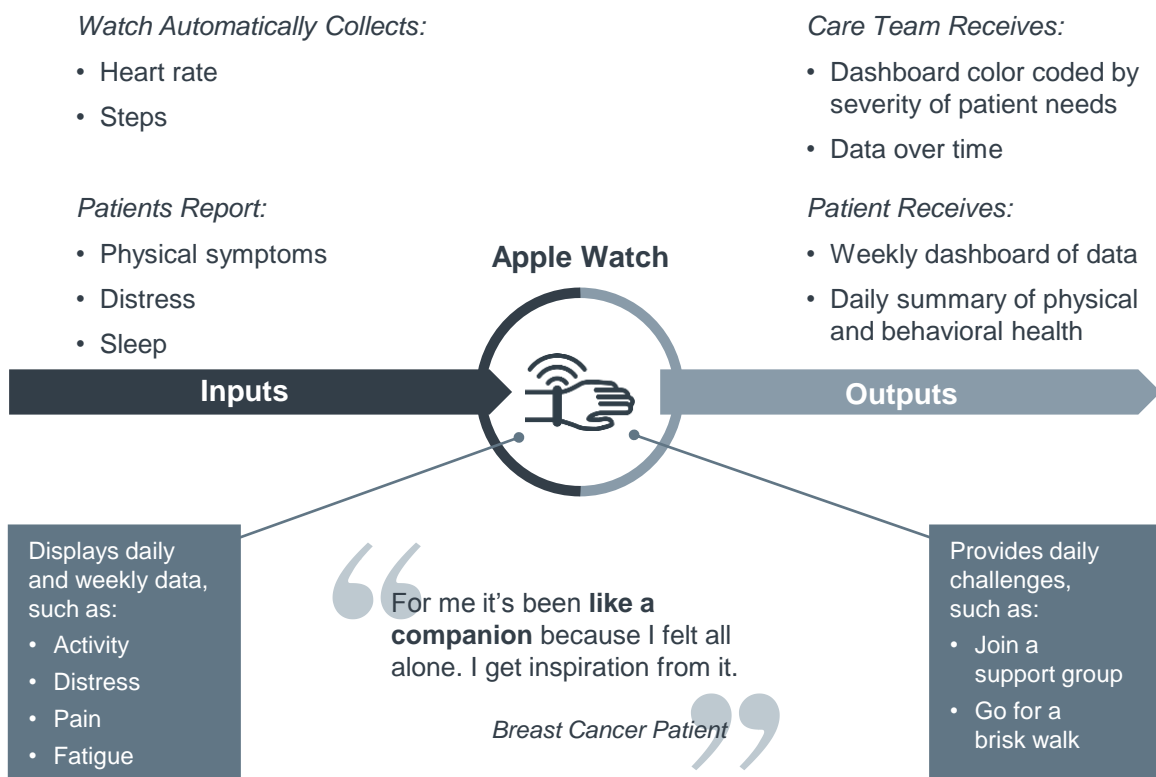 Watch Automatically Collects:
• Heart rate
• Steps
Patients Report:
• Physical symptoms
• Distress
• Sleep
Care Team Receives:
• Dashboard color coded by
severity of patient needs
• Data over time
Patient Receives:
• Weekly dashboard of data
• Daily summary of physical
and behavioral health
Apple Watch
Inputs
Outputs
Displays daily
and weekly data,
such as:
• Activity
• Distress
• Pain
• Fatigue
“
For me it’s been like a
companion because I felt all
alone. I get inspiration from it.
”
Breast Cancer Patient
Provides daily
challenges,
such as:
• Join a
support group
• Go for a
brisk walk